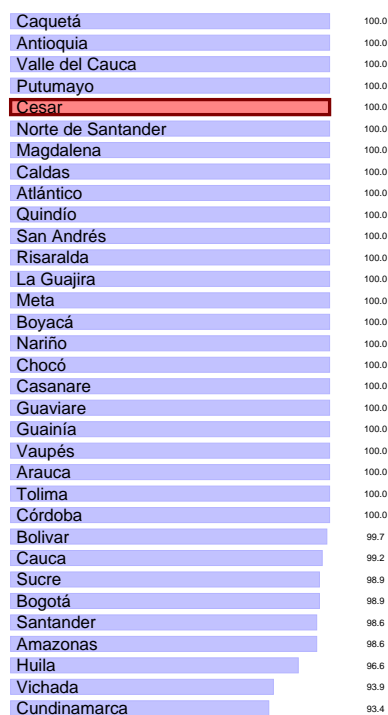 Caquetá 100.0
Antioquia 100.0
Valle del Cauca 100.0
Putumayo 100.0
Cesar 100.0
Norte de Santander 100.0
Magdalena 100.0
Caldas 100.0
Atlántico 100.0
Quindío 100.0
San Andrés 100.0
Risaralda 100.0
La Guajira 100.0
Meta 100.0
Boyacá 100.0
Nariño 100.0
Chocó 100.0
Casanare 100.0
Guaviare 100.0
Guainía 100.0
Vaupés 100.0
Arauca 100.0
Tolima 100.0
Córdoba 100.0
Bolivar 99.7
Cauca 99.2
Sucre 98.9
Bogotá 98.9
Santander 98.6
Amazonas 98.6
Huila 96.6
Vichada 93.9
Cundinamarca 93.4